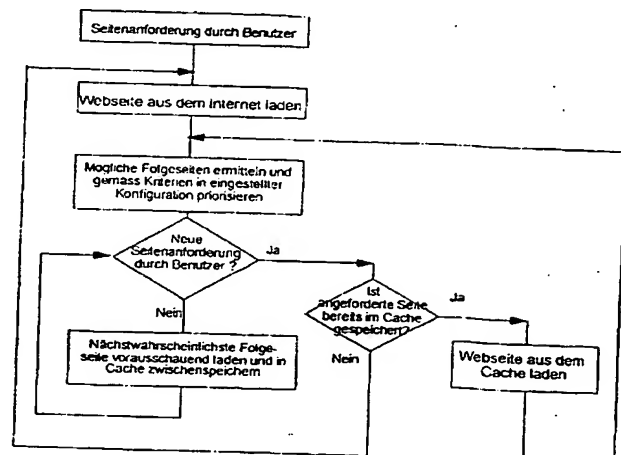 Seitenanforderung durch Benutzer
Webseite aus dem Internet laden
Mogliche Folgeseiten ermitteln und
gemass Kriterien in eingestellter
Konfiguration priorisieren
Neue
Seitenanforderung
durch Benutzer ?
Ja
Nein
Nächstwahrscheintichste Folge-
seite vorausschauend laden und in
Cache zwischenspeichern
Ist
angeforderte Seite
bereits im Cache
gespeichert?
Ja
Nein
Webseite aus dem
Cache laden